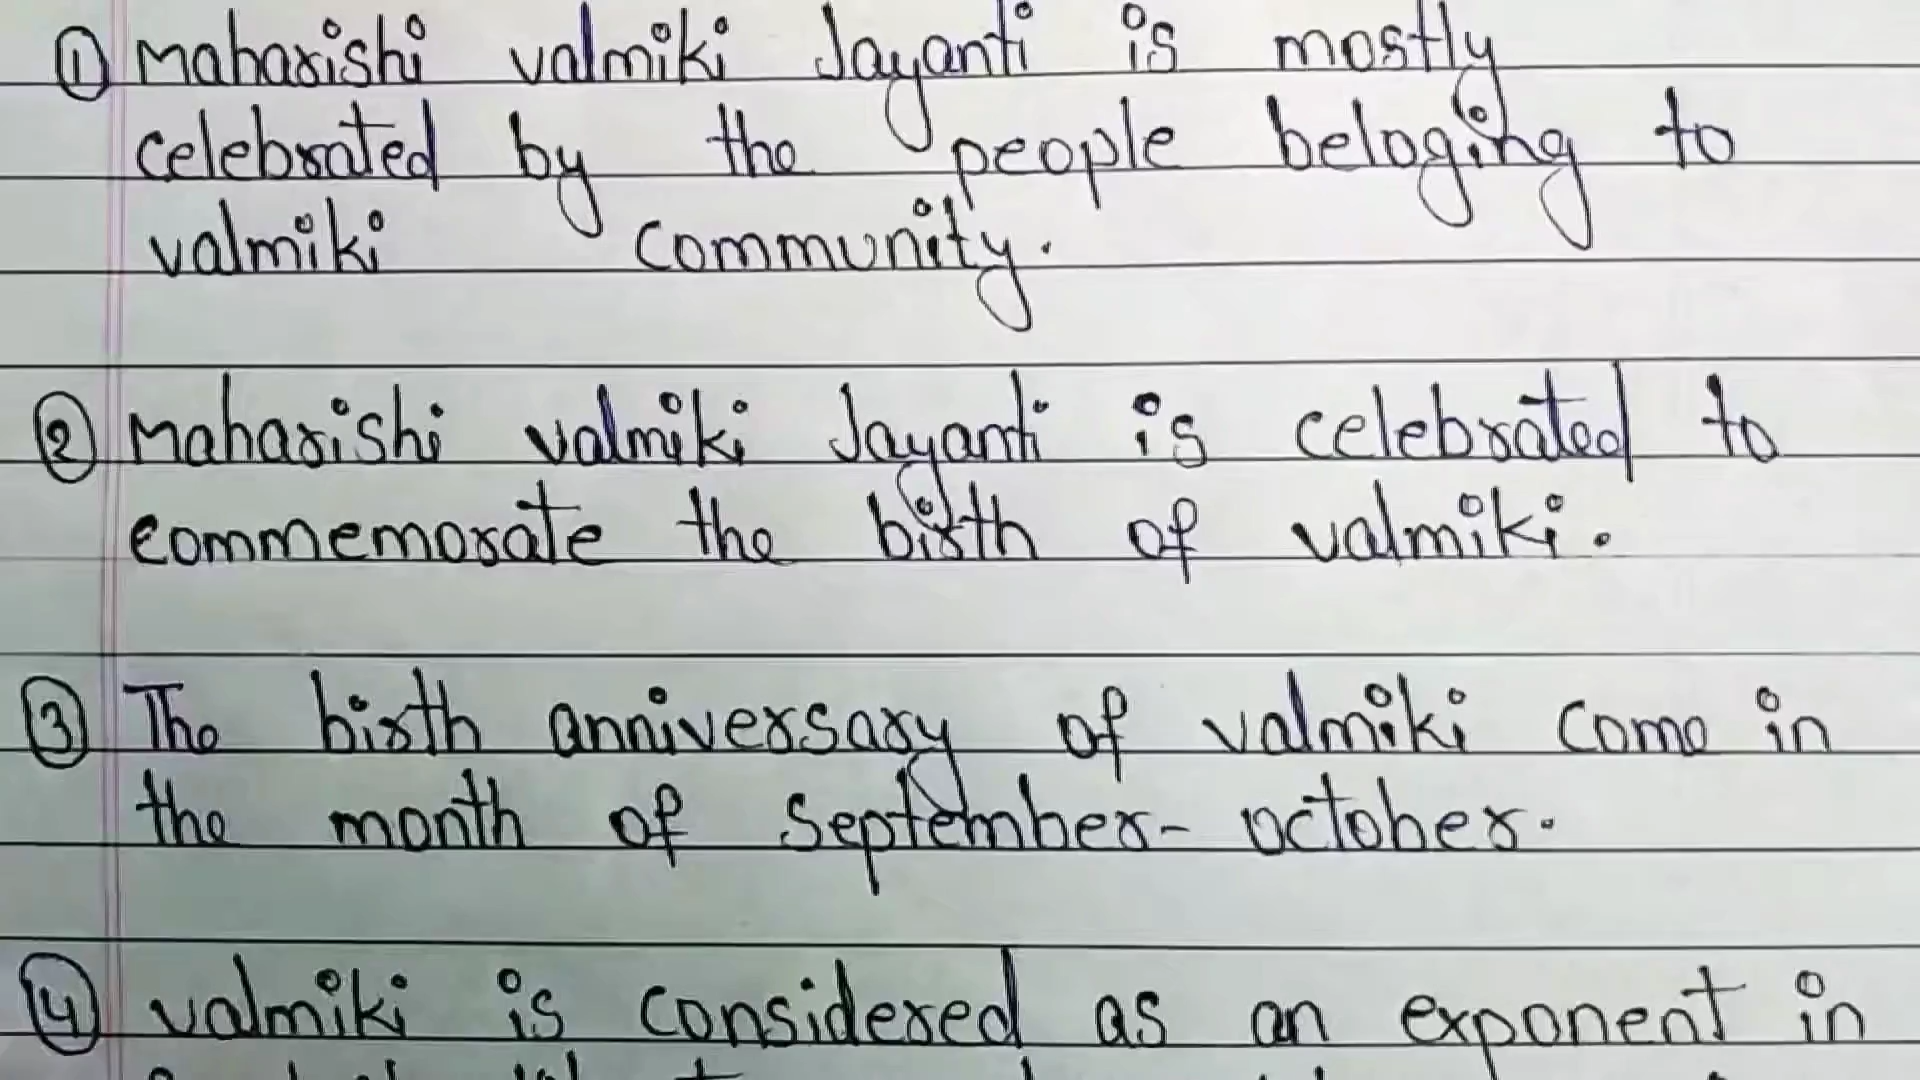 ① Maharishi valmiki Jayanti is mostly
celebrated by the people beloging to
valmiki community.
② Maharishi valmiki Jayanti is celebrated to
commemorate the birth of valmiki.
③ The birth anniversary of valmiki come in
the month of September- october.
④ valmiki is considered as an exponent in